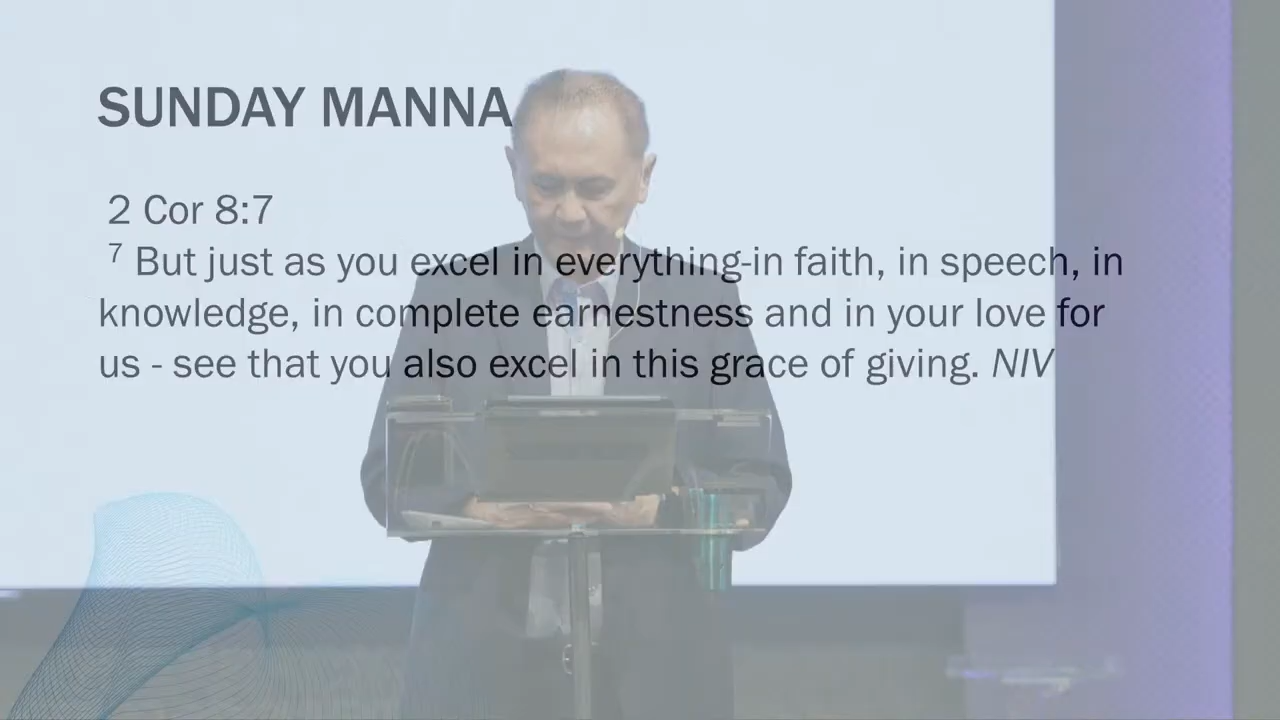 SUNDAY MANNA
2 Cor 8:7
7 But just as you excel in everything-in faith, in speech, in
knowledge, in complete earnestness and in your love for
us - see that you also excel in this grace of giving. NIV